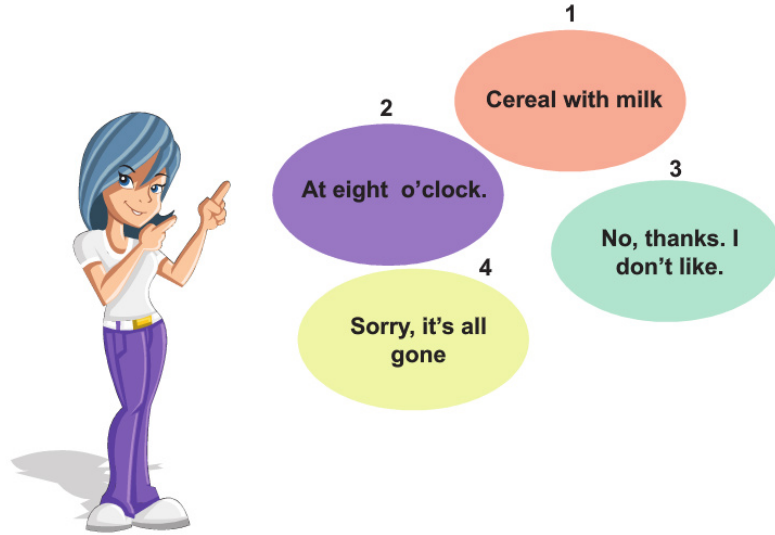 1
Cereal with milk
2
At eight o'clock.
3
No, thanks. I
don't like.
4
Sorry, it's all
gone